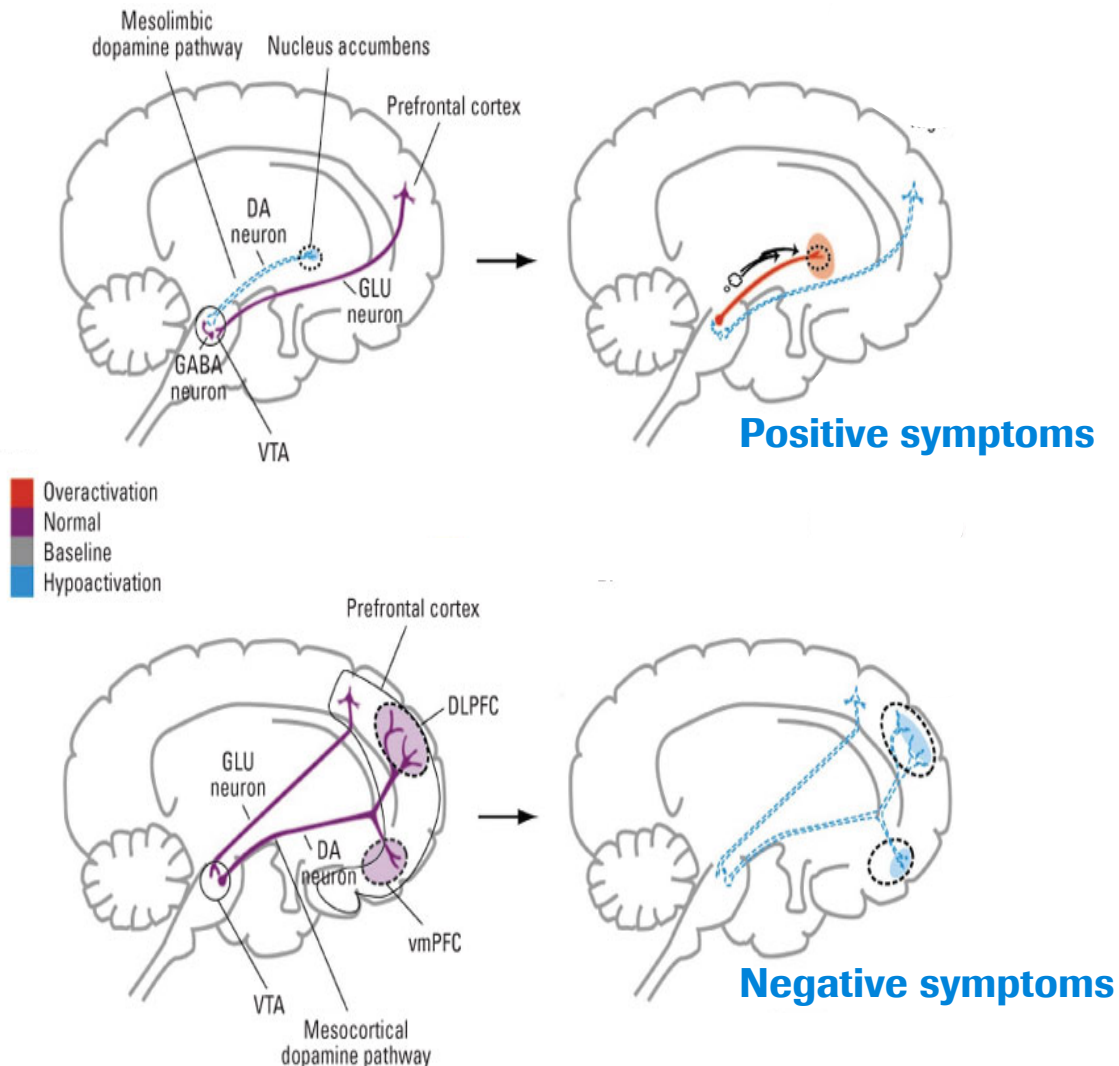 Mesolimbic
dopamine pathway
Nucleus accumbens
Prefrontal cortex
DA
neuron
GLU
neuron
GABA
neuron
VTA
Positive symptoms
Overactivation
Normal
Baseline
Hypoactivation
Prefrontal cortex
DLPFC
GLU
neuron
DA
neuron
vmPFC
VTA
Mesocortical
dopamine pathway
Negative symptoms